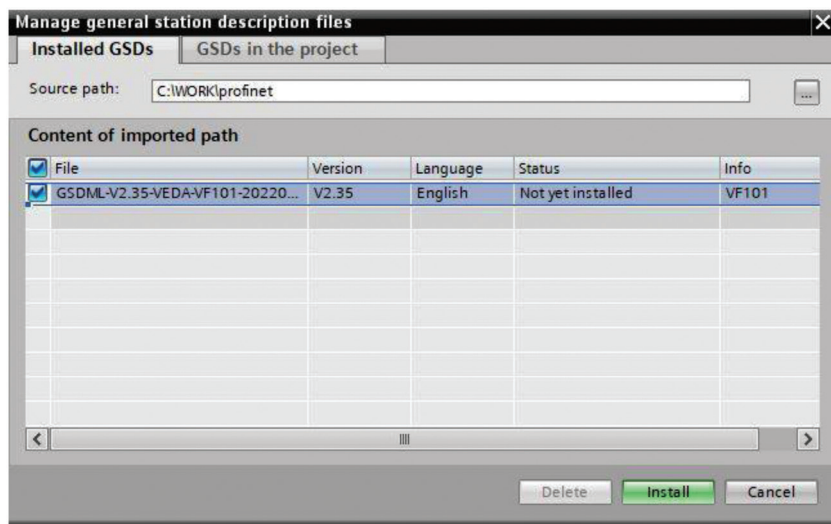 Manage general station description files
Installed GSDs GSDs in the project
Source path: C:\WORK\profinet ...
Content of imported path
File Version Language Status Info
GSDML-V2.35-VEDA-VF101-20220... V2.35 English Not yet installed VF101
Delete Install Cancel